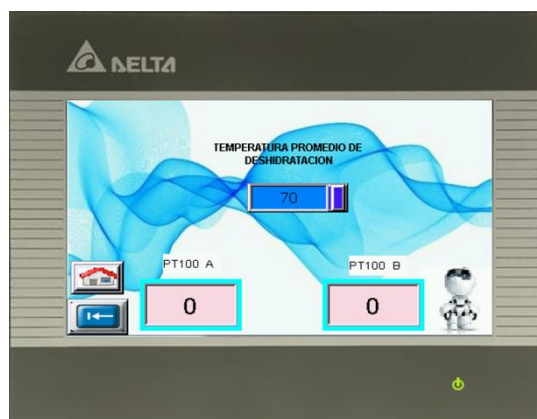 DELTA
TEMPERATURA PROMEDIO DE
DESHIDRATACION
70
PT100 A
PT100 B
0
0